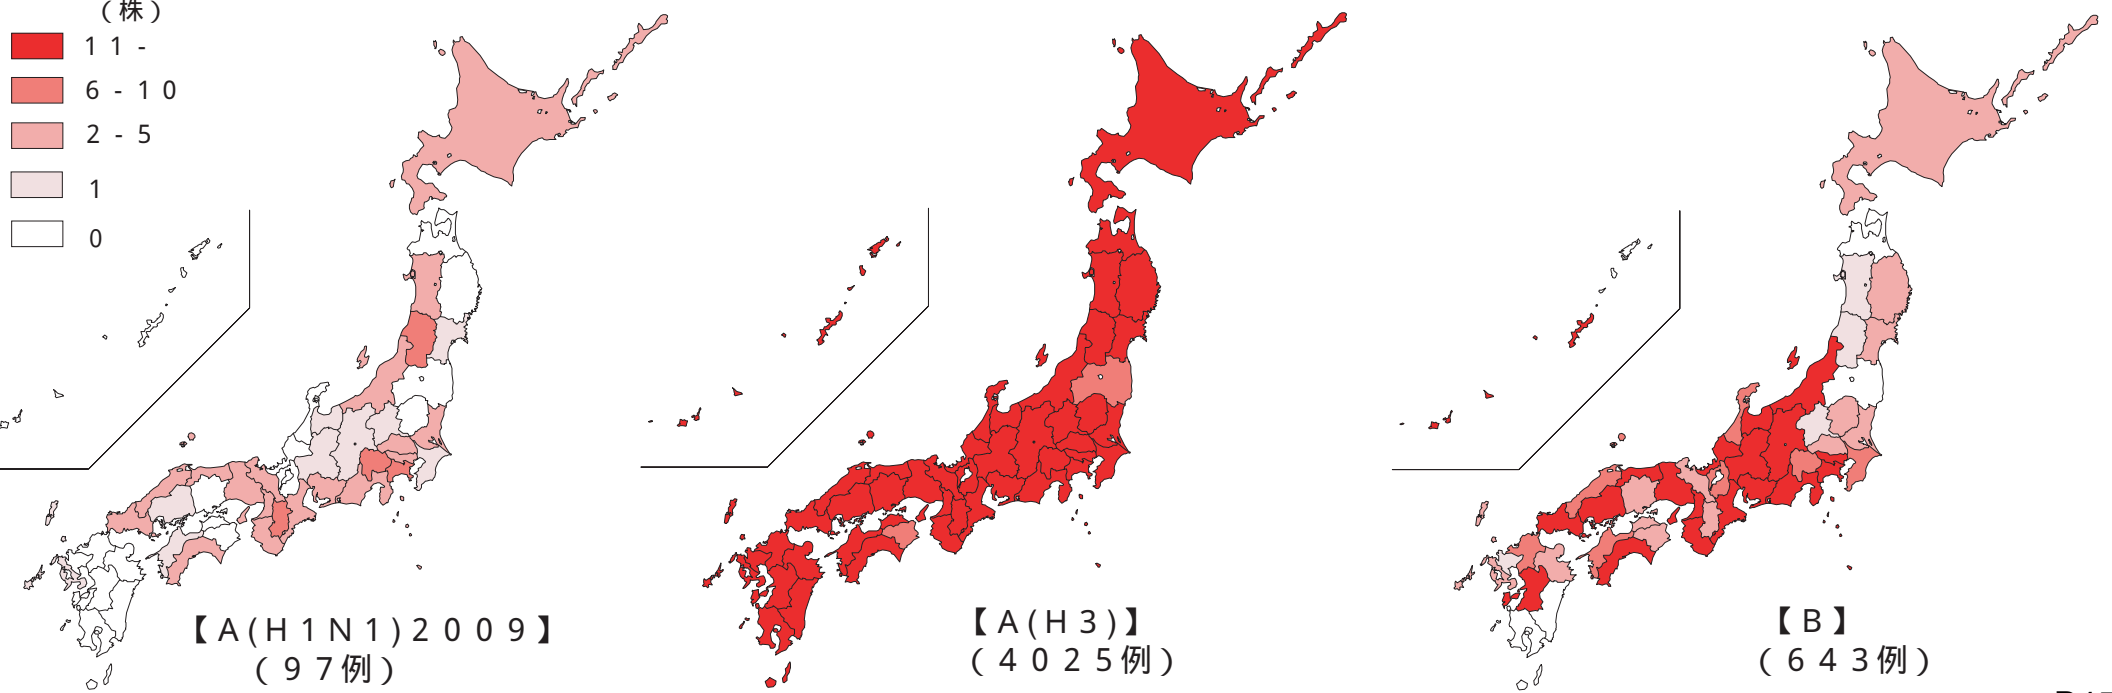 （株）
11-
6-10
2-5
1
0
【A(H1N1)2009】
（97例）
【A(H3)】
（4025例）
【B】
（643例）